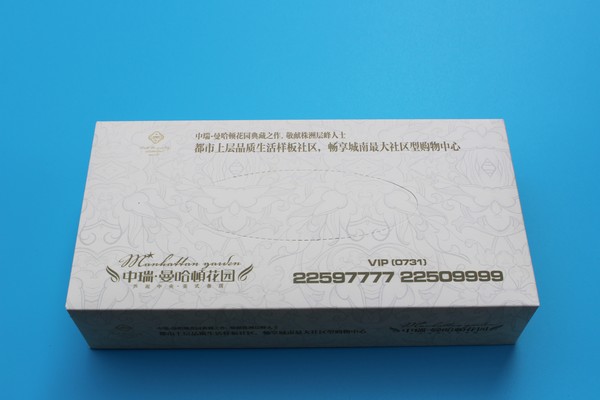 中瑞·曼哈顿花园典藏之作，敬献株洲层峰人士
都市上层品质生活样板社区，畅享城南最大社区型购物中心
Manhattan garden
中瑞·曼哈頓花园
VIP (0731)
22597777 22509999